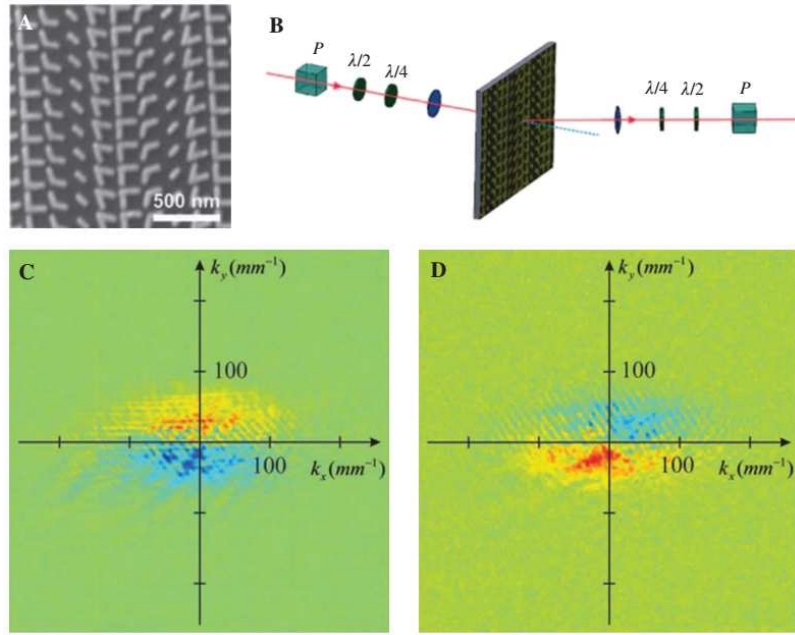 A
500 nm
B
P
λ/2
λ/4
λ/4
λ/2
P
C
k_y(mm⁻¹)
100
100
k_x(mm⁻¹)
D
k_y(mm⁻¹)
100
100
k_x(mm⁻¹)